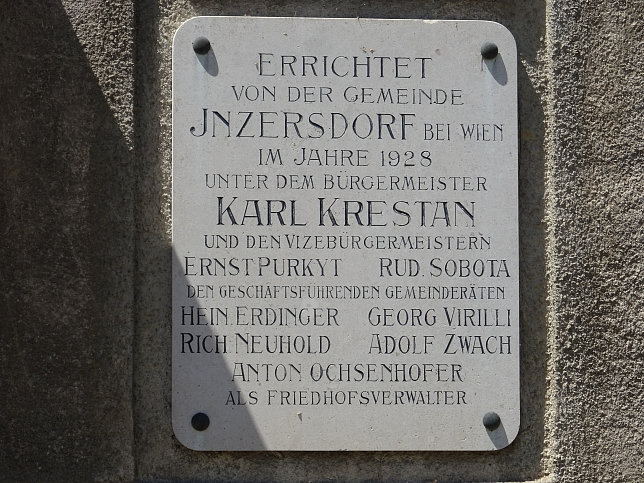 ERRICHTET
VON DER GEMEINDE
JNZERSDORF BEI WIEN
IM JAHRE 1928
UNTER DEM BÜRGERMEISTER
KARL KRESTAN
UND DEN VIZEBÜRGERMEISTERN
ERNST PURKYT RUD. SOBOTA
DEN GESCHÄFTSFÜHRENDEN GEMEINDERÄTEN
HEIN. ERDINGER GEORG VIRILLI
RICH. NEUHOLD ADOLF ZWACH
ANTON OCHSENHOFER
ALS FRIEDHOFSVERWALTER